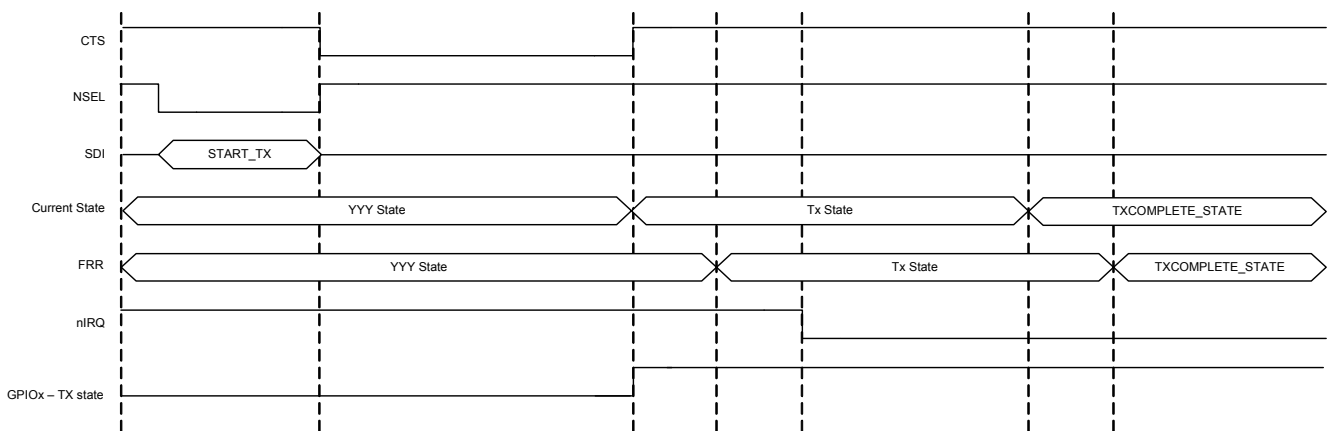 CTS
NSEL
SDI START_TX
Current State YYY State Tx State TXCOMPLETE_STATE
FRR YYY State Tx State TXCOMPLETE_STATE
nIRQ
GPIOx – TX state